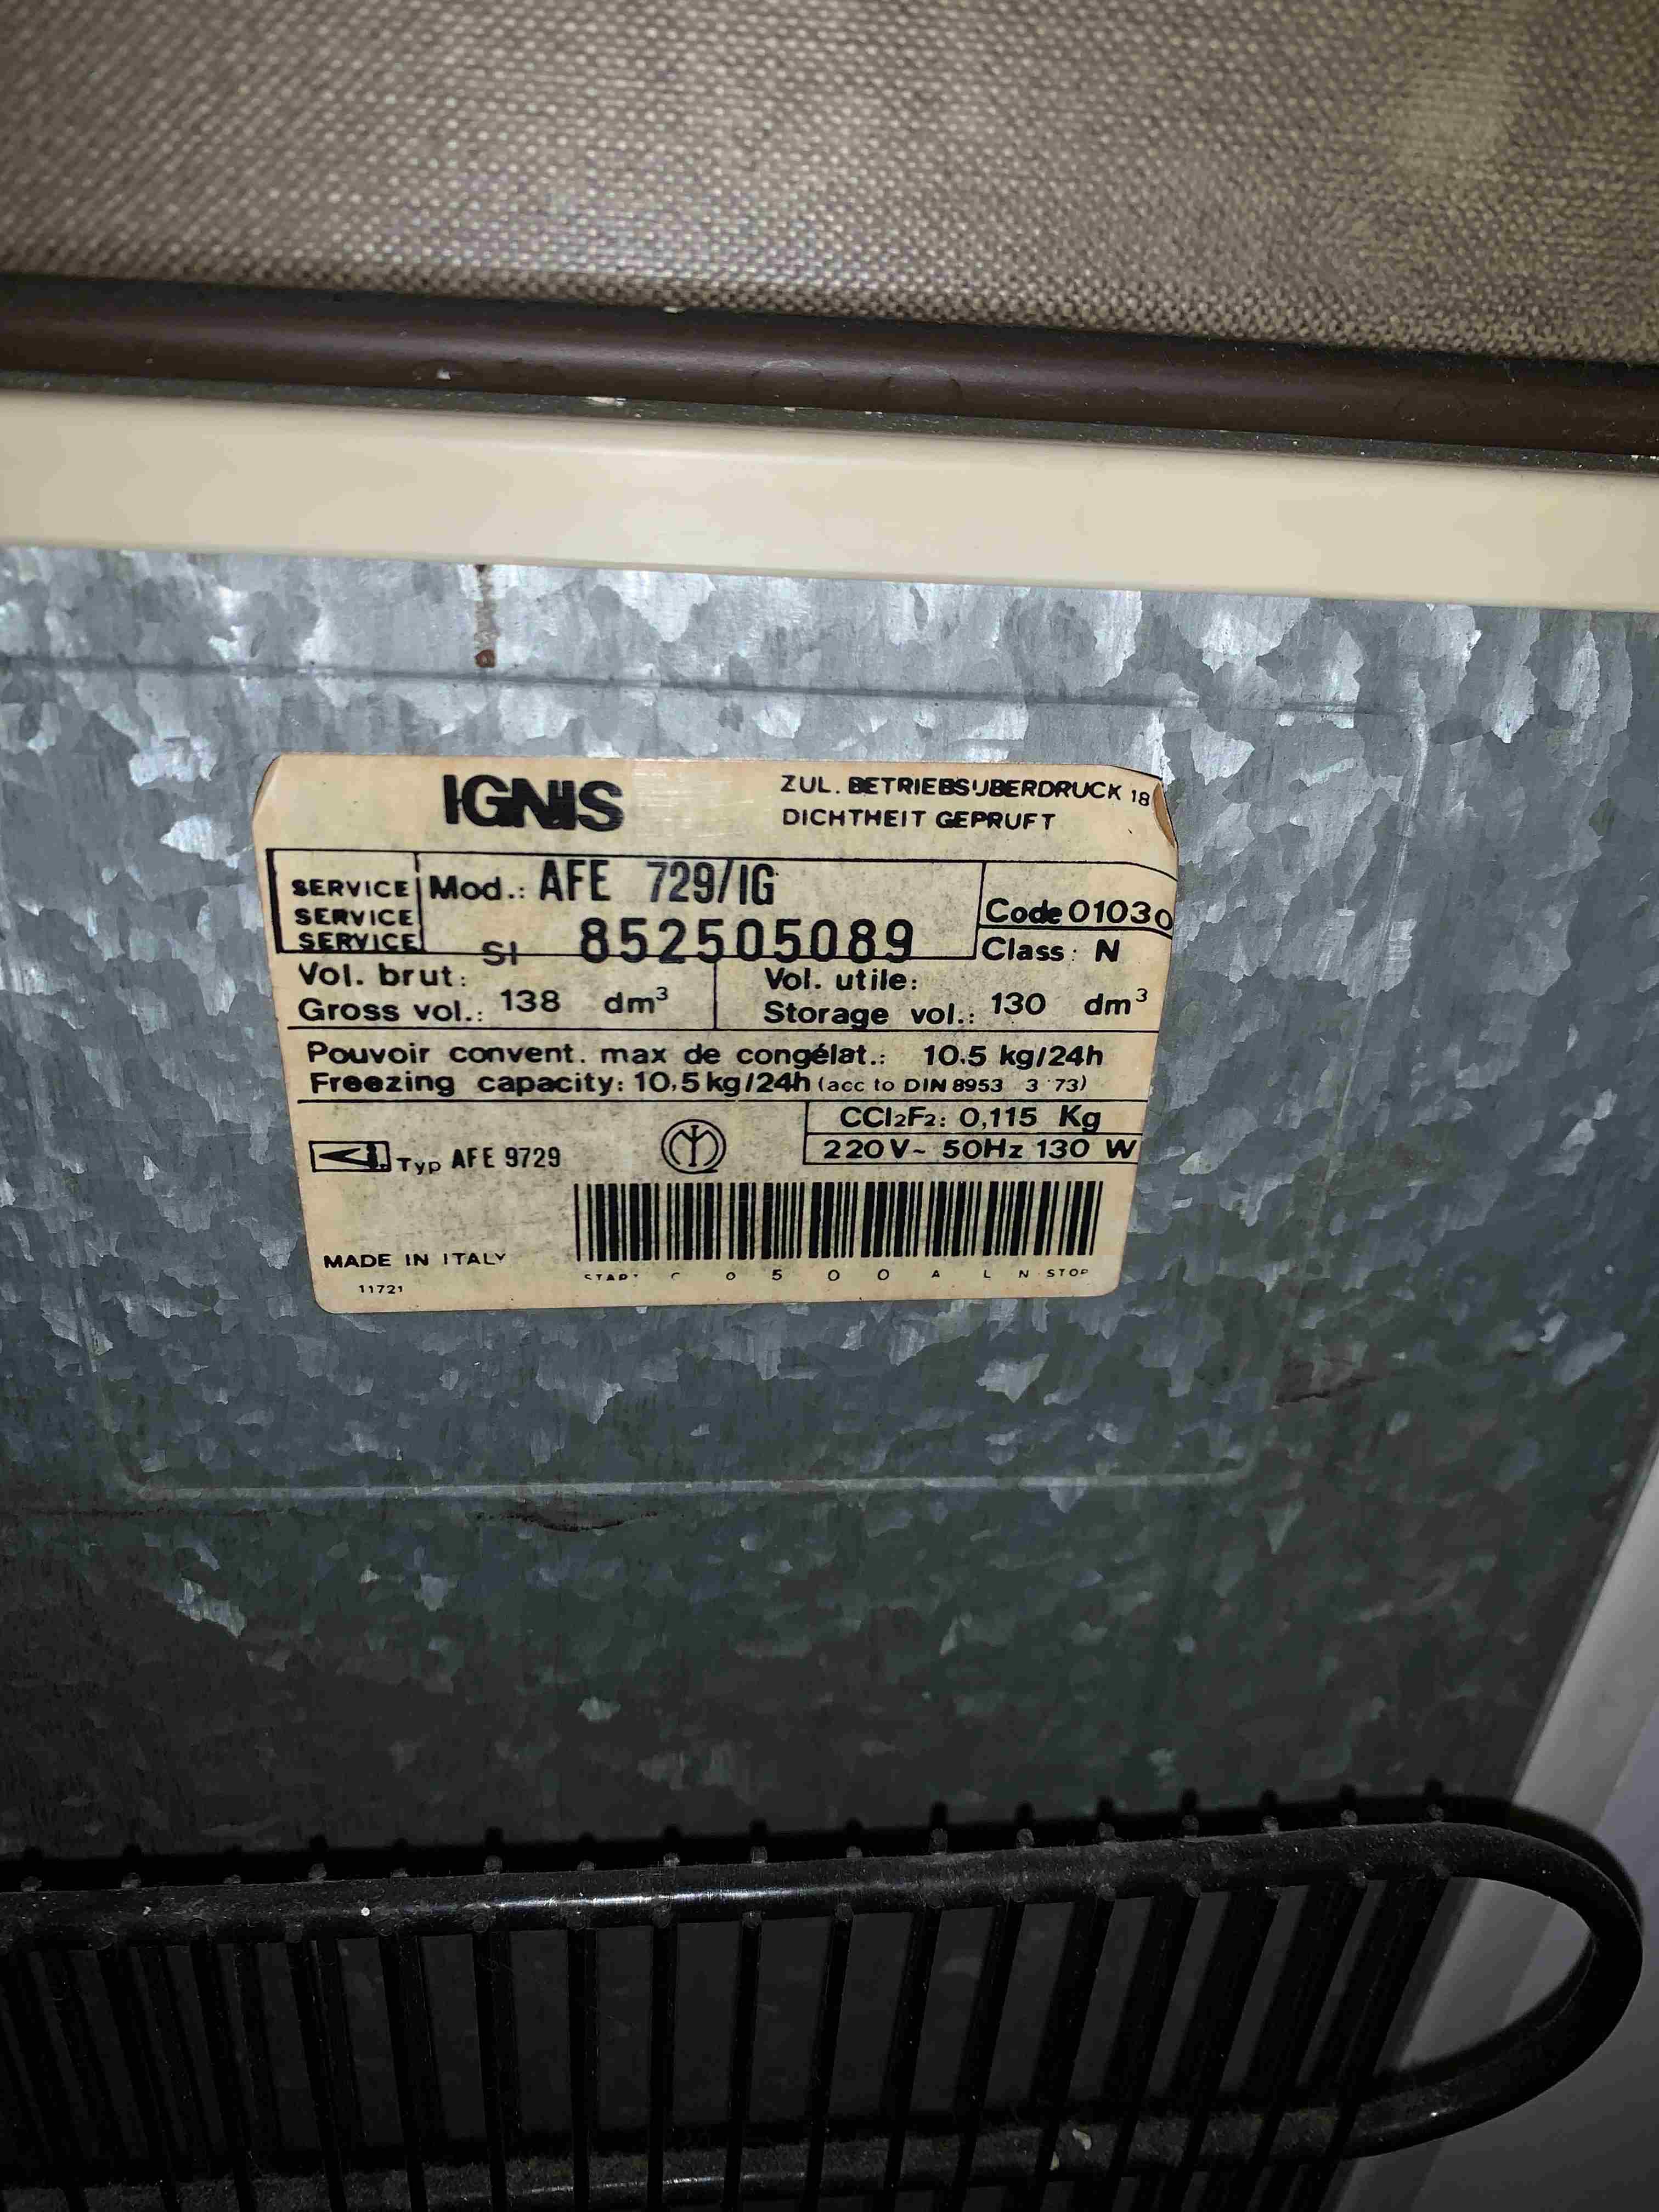 IGNIS
ZUL. BETRIEBSUBERDRUCK 18
DICHTHEIT GEPRUFT
SERVICE
SERVICE
SERVICE
Mod.: AFE 729/IG
SI 852505089
Code 01030
Class: N
Vol. brut:
Gross vol.: 138 dm³
Vol. utile:
Storage vol.: 130 dm³
Pouvoir convent. max de congélat.: 10.5 kg/24h
Freezing capacity: 10,5 kg/24h (acc to DIN 8953 3 73)
CCl₂F₂: 0,115 Kg
220V~ 50Hz 130 W
Typ AFE 9729
MADE IN ITALY
11721
START C 0 5 0 0 A L N STOP